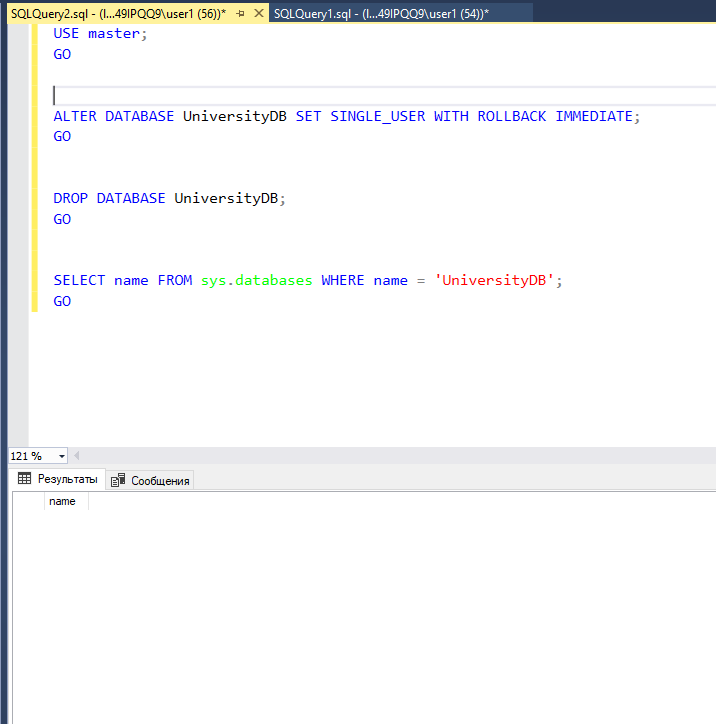 SQLQuery2.sql - (l...49IPQQ9\user1 (56))* SQLQuery1.sql - (l...49IPQQ9\user1 (54))*
USE master;
GO
ALTER DATABASE UniversityDB SET SINGLE_USER WITH ROLLBACK IMMEDIATE;
GO
DROP DATABASE UniversityDB;
GO
SELECT name FROM sys.databases WHERE name = 'UniversityDB';
GO
121 %
Результаты Сообщения
name